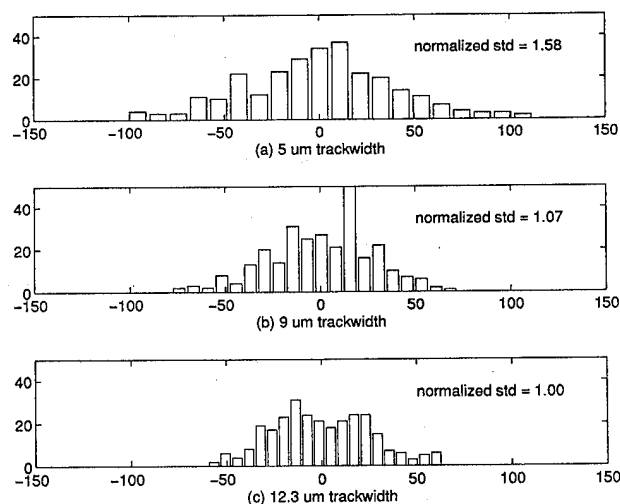 40
normalized std = 1.58
20
0
−150 −100 −50 0 50 100 150
(a) 5 um trackwidth
40
normalized std = 1.07
20
0
−150 −100 −50 0 50 100 150
(b) 9 um trackwidth
40
normalized std = 1.00
20
0
−150 −100 −50 0 50 100 150
(c) 12.3 um trackwidth